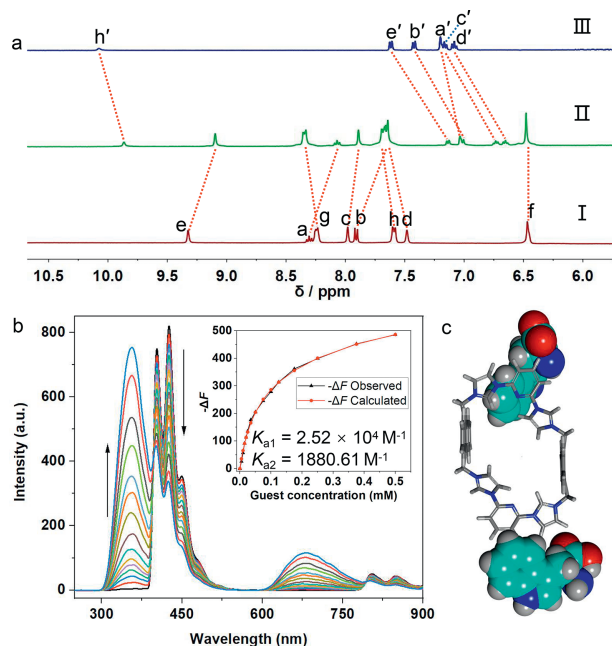 a
h′
e′
b′
a′
c′
d′
III
II
e
a
g
c
b
h
d
f
I
10.5 10.0 9.5 9.0 8.5 8.0 7.5 7.0 6.5 6.0
δ / ppm
b
c
800
600
400
200
0
Intensity (a.u.)
300 450 600 750 900
Wavelength (nm)
500
400
300
200
100
0
-ΔF
-ΔF Observed
-ΔF Calculated
Ka1 = 2.52 × 10⁴ M⁻¹
Ka2 = 1880.61 M⁻¹
0.0 0.1 0.2 0.3 0.4 0.5
Guest concentration (mM)